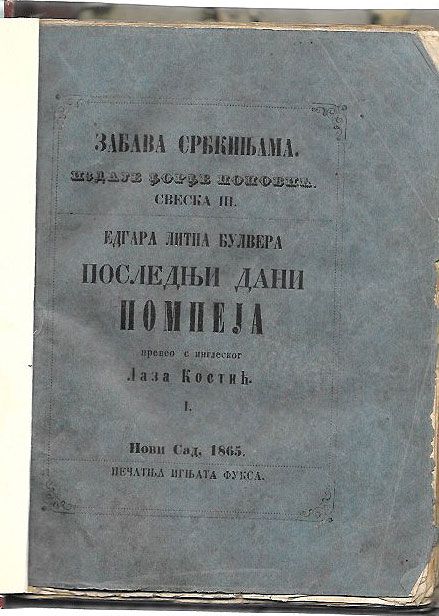 ЗАБАВА СРБКИЊАМА.
ИЗДАЈЕ ЂОРЂЕ ПОПОВИЋ.
СВЕСКА III.
ЕДГАРА ЛИТНА БУЛВЕРА
ПОСЛЕДЊИ ДАНИ
ПОМПЕЈА
превео с инглеског
Лаза Костић.
I.
Нови Сад, 1865.
ПЕЧАТЊА ИГЊАТА ФУКСА.